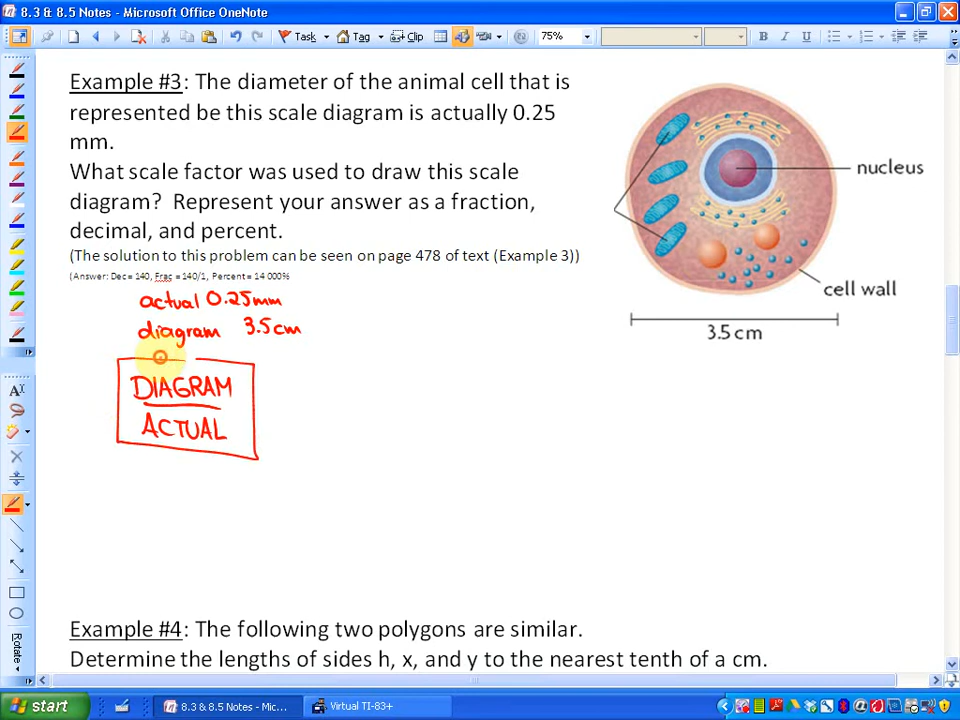 8.3 & 8.5 Notes - Microsoft Office OneNote
Task
Tag
Clip
75%
B I U
Example #3: The diameter of the animal cell that is
represented be this scale diagram is actually 0.25
mm.
What scale factor was used to draw this scale
diagram? Represent your answer as a fraction,
decimal, and percent.
(The solution to this problem can be seen on page 478 of text (Example 3))
(Answer: Dec = 140, Frac = 140/1, Percent = 14 000%
actual 0.25mm
diagram 3.5cm
DIAGRAM
ACTUAL
nucleus
cell wall
3.5 cm
Example #4: The following two polygons are similar.
Determine the lengths of sides h, x, and y to the nearest tenth of a cm.
A
Rotate
start
8.3 & 8.5 Notes - Mi...
Virtual TI-83+